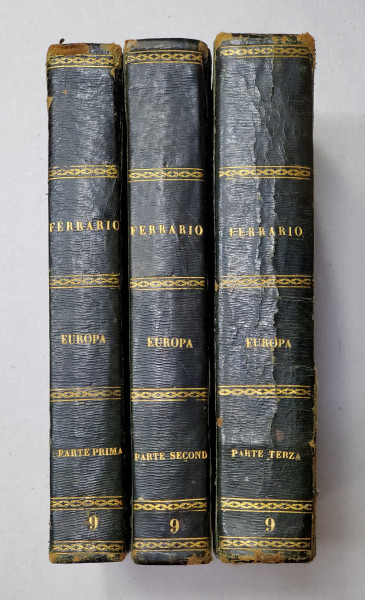 FERRARIO
EUROPA
PARTE PRIMA
9
FERRARIO
EUROPA
PARTE SECOND
9
FERRARIO
EUROPA
PARTE TERZA
9